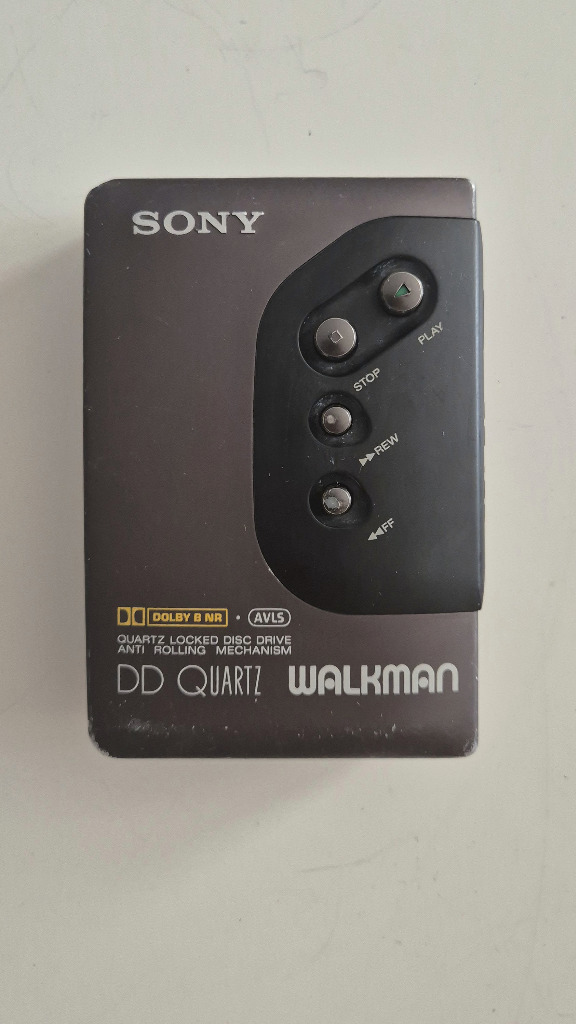 SONY
PLAY
STOP
▶▶REW
◀◀FF
DOLBY B NR · AVLS
QUARTZ LOCKED DISC DRIVE
ANTI ROLLING MECHANISM
DD QUARTZ WALKMAN